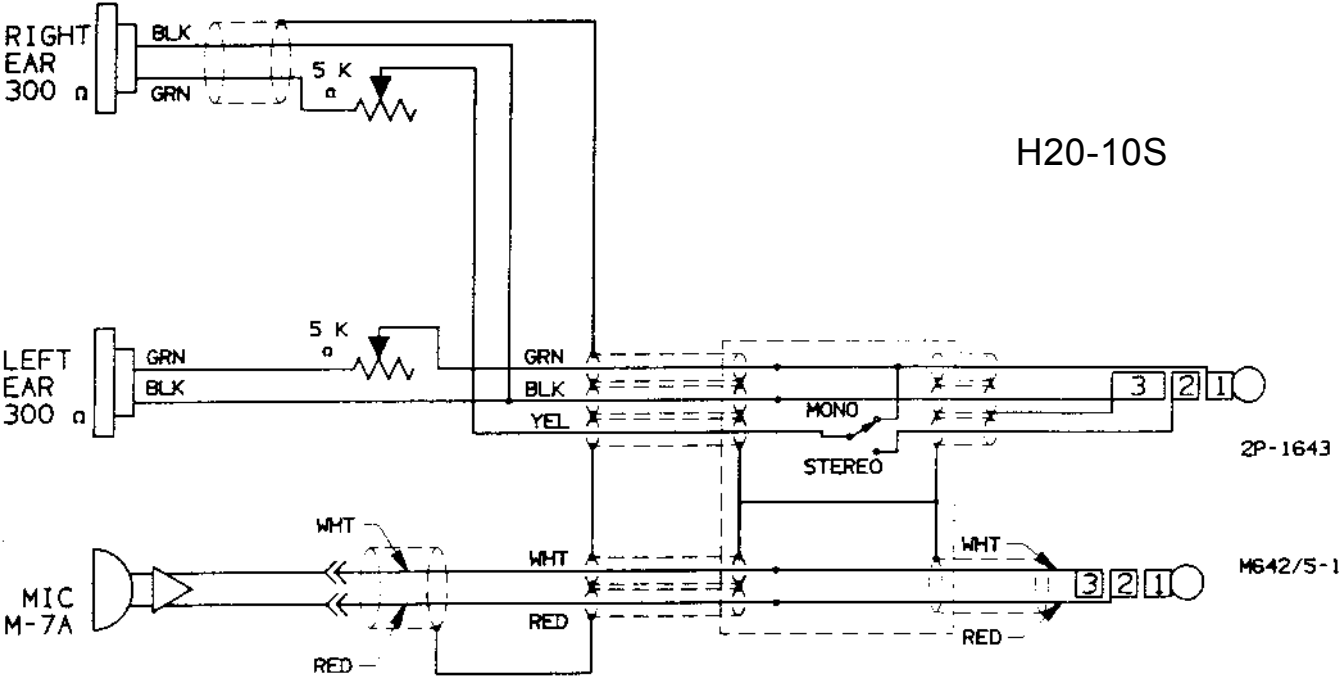 RIGHT
EAR
300 Ω
BLK
GRN
5 K
Ω
H20-10S
LEFT
EAR
300 Ω
GRN
BLK
5 K
Ω
GRN
BLK
YEL
MONO
STEREO
3 2 1
2P-1643
MIC
M-7A
WHT
RED
WHT
RED
WHT
RED
3 2 1
M642/5-1